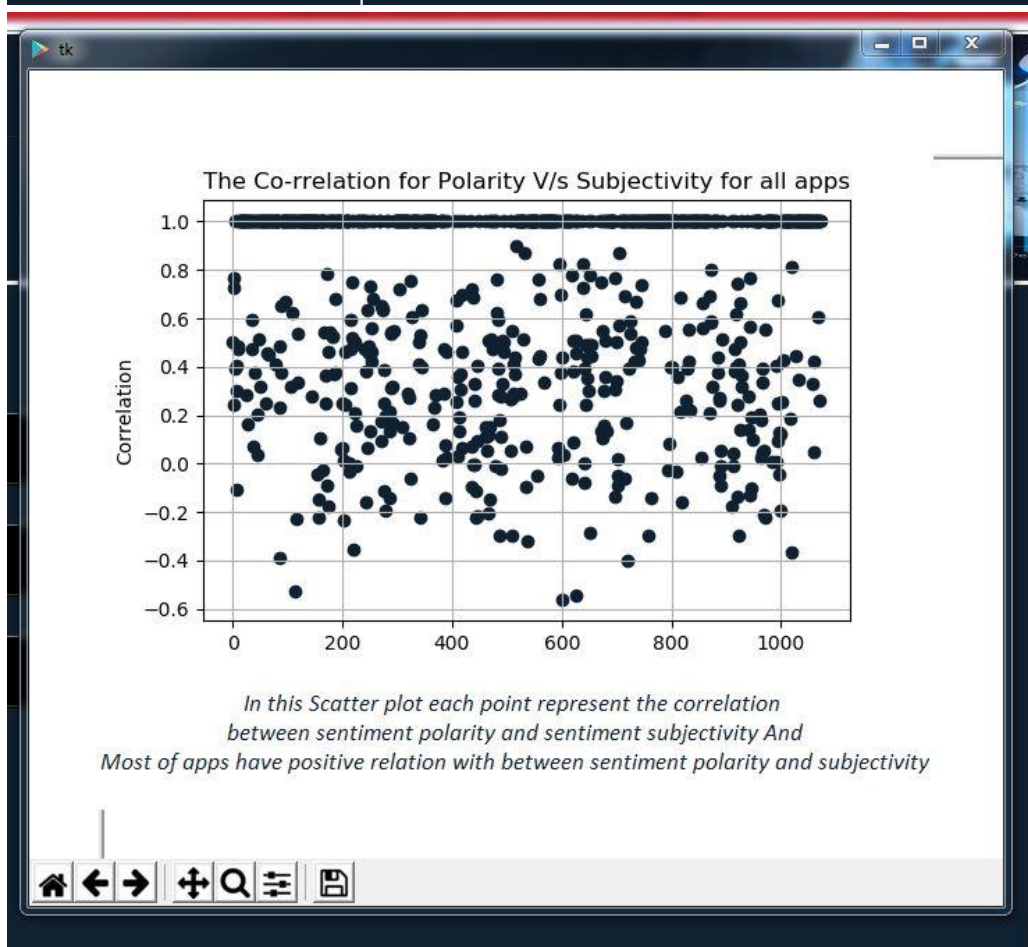 tk
The Co-rrelation for Polarity V/s Subjectivity for all apps
1.0
0.8
0.6
0.4
0.2
0.0
−0.2
−0.4
−0.6
Correlation
0 200 400 600 800 1000
In this Scatter plot each point represent the correlation
between sentiment polarity and sentiment subjectivity And
Most of apps have positive relation with between sentiment polarity and subjectivity